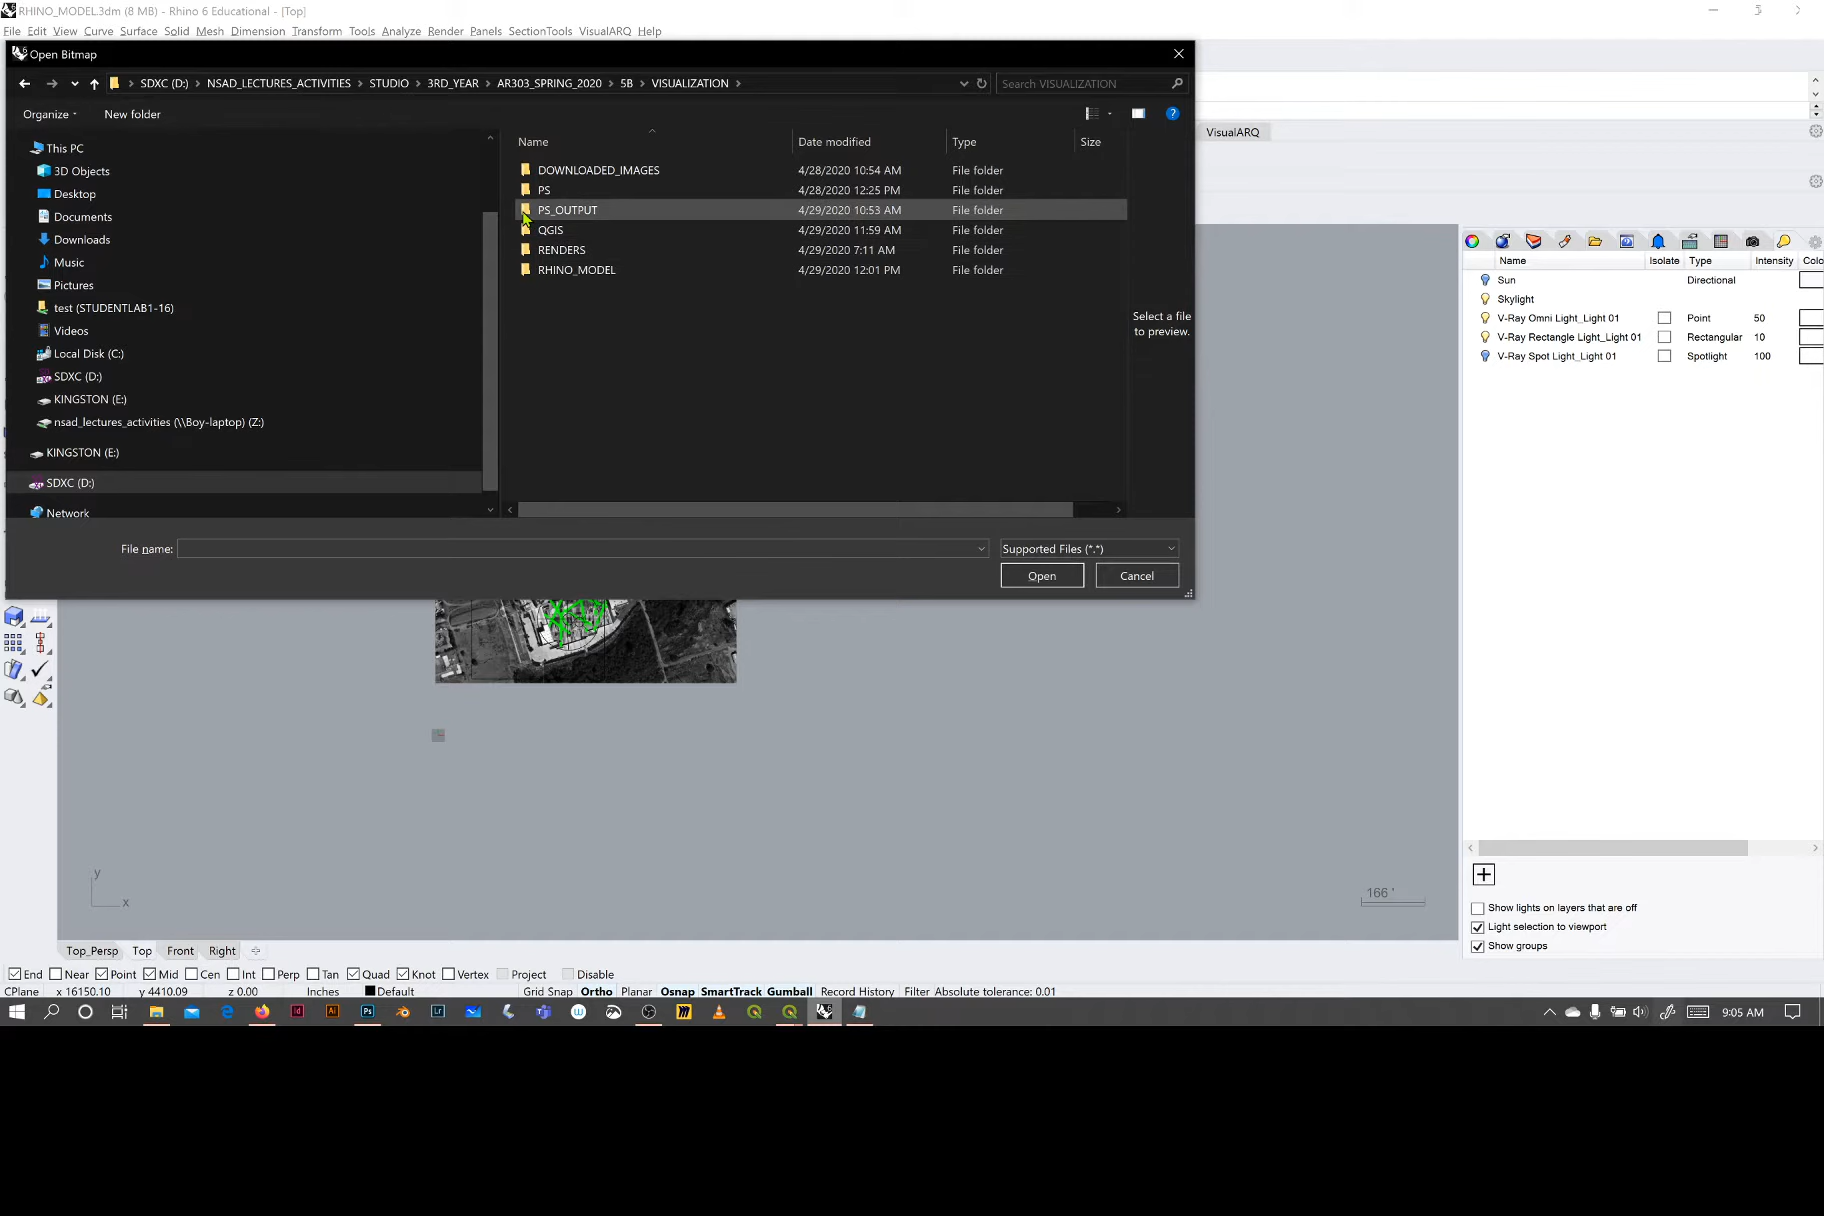 RHINO_MODEL.3dm (8 MB) - Rhino 6 Educational - [Top]
File Edit View Curve Surface Solid Mesh Dimension Transform Tools Analyze Render Panels SectionTools VisualARQ Help
Open Bitmap
SDXC (D:) NSAD_LECTURES_ACTIVITIES STUDIO 3RD_YEAR AR303_SPRING_2020 5B VISUALIZATION Search VISUALIZATION
Organize New folder
VisualARQ
This PC
3D Objects
Desktop
Documents
Downloads
Music
Pictures
test (STUDENTLAB1-16)
Videos
Local Disk (C:)
SDXC (D:)
KINGSTON (E:)
nsad_lectures_activities (\\Boy-laptop) (Z:)
KINGSTON (E:)
SDXC (D:)
Network
Name Date modified Type Size
DOWNLOADED_IMAGES 4/28/2020 10:54 AM File folder
PS 4/28/2020 12:25 PM File folder
PS_OUTPUT 4/29/2020 10:53 AM File folder
QGIS 4/29/2020 11:59 AM File folder
RENDERS 4/29/2020 7:11 AM File folder
RHINO_MODEL 4/29/2020 12:01 PM File folder
Select a file
to preview.
File name: Supported Files (*.*)
Open Cancel
Name Isolate Type Intensity Colo
Sun Directional
Skylight
V-Ray Omni Light_Light 01 Point 50
V-Ray Rectangle Light_Light 01 Rectangular 10
V-Ray Spot Light_Light 01 Spotlight 100
y
x
166 '
Show lights on layers that are off
Light selection to viewport
Show groups
Top_Persp Top Front Right
End Near Point Mid Cen Int Perp Tan Quad Knot Vertex Project Disable
CPlane x 16150.10 y 4410.09 z 0.00 Inches Default Grid Snap Ortho Planar Osnap SmartTrack Gumball Record History Filter Absolute tolerance: 0.01
9:05 AM